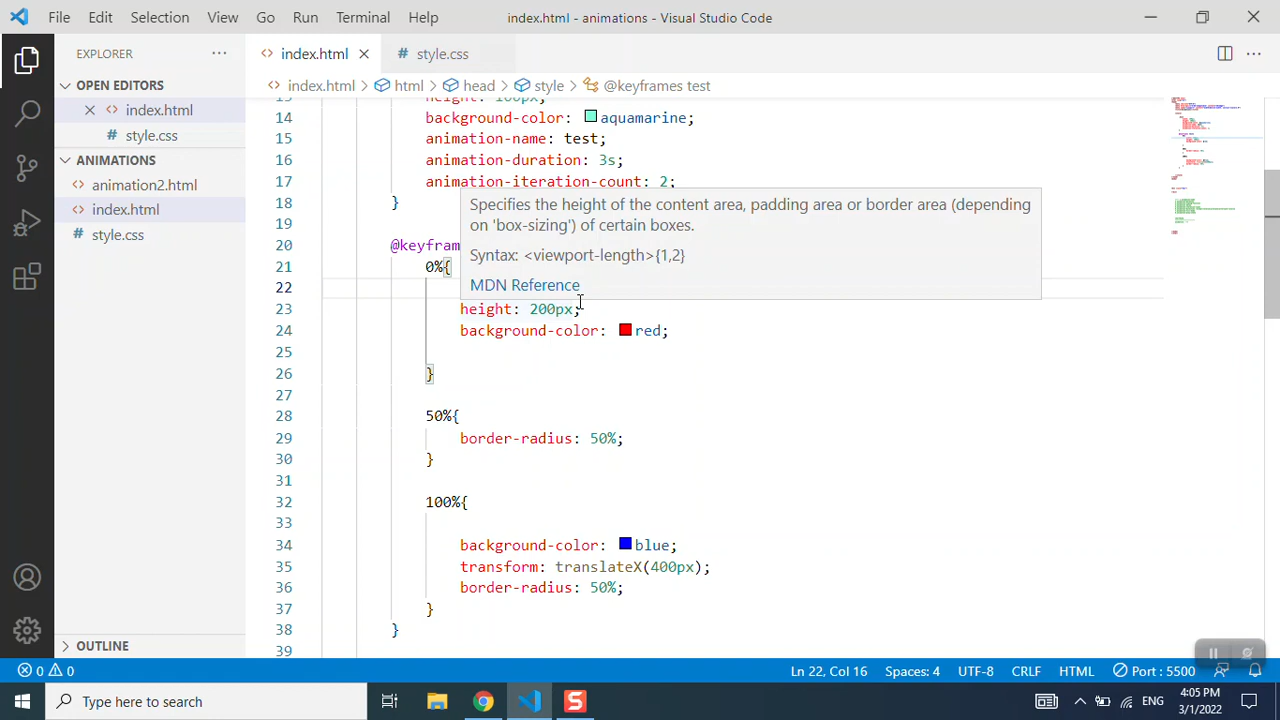 File Edit Selection View Go Run Terminal Help index.html - animations - Visual Studio Code
EXPLORER ··· <> index.html × # style.css ···
OPEN EDITORS <> index.html > html > head > style > @keyframes test
× <> index.html
# style.css
ANIMATIONS
<> animation2.html
<> index.html
# style.css
height: 100px;
14 background-color: aquamarine;
15 animation-name: test;
16 animation-duration: 3s;
17 animation-iteration-count: 2;
18 }
19
Specifies the height of the content area, padding area or border area (depending
on 'box-sizing') of certain boxes.
Syntax: <viewport-length>{1,2}
MDN Reference
20 @keyfram
21 0%{
22
23 height: 200px;
24 background-color: red;
25
26 }
27
28 50%{
29 border-radius: 50%;
30 }
31
32 100%{
33
34 background-color: blue;
35 transform: translateX(400px);
36 border-radius: 50%;
37 }
38 }
39
OUTLINE
0 0 Ln 22, Col 16 Spaces: 4 UTF-8 CRLF HTML Port : 5500
Type here to search ENG 4:05 PM
3/1/2022